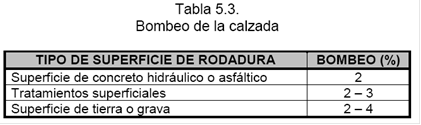 Tabla 5.3.
Bombeo de la calzada
TIPO DE SUPERFICIE DE RODADURA BOMBEO (%)
Superficie de concreto hidráulico o asfáltico 2
Tratamientos superficiales 2 – 3
Superficie de tierra o grava 2 – 4